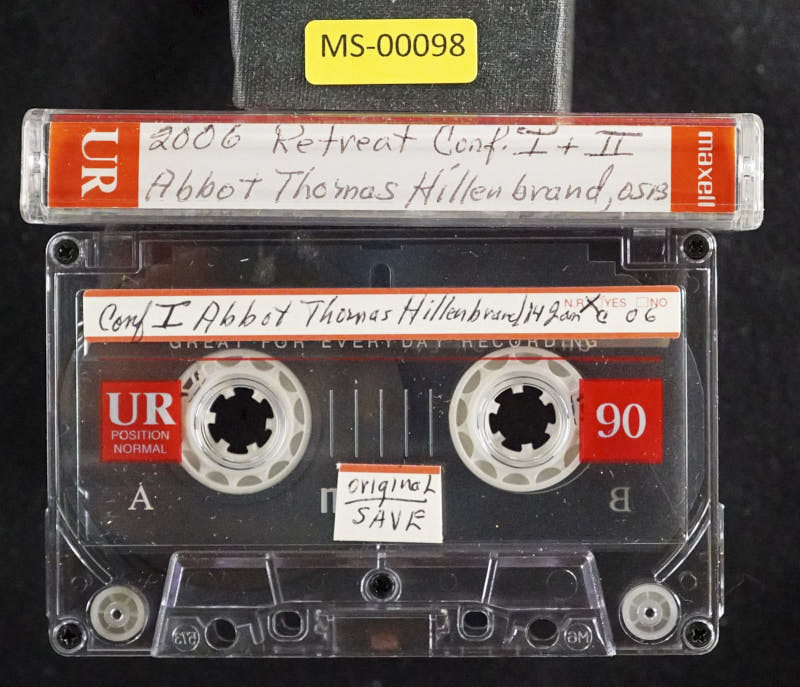 MS-00098
UR
2006 Retreat Conf. I + II
Abbot Thomas Hillenbrand, OSB
maxell
Conf I Abbot Thomas Hillenbrand 14 Jan 06
N.R. YES NO
GREAT FOR EVERYDAY RECORDING
UR
POSITION
NORMAL
90
A
B
original
SAVE